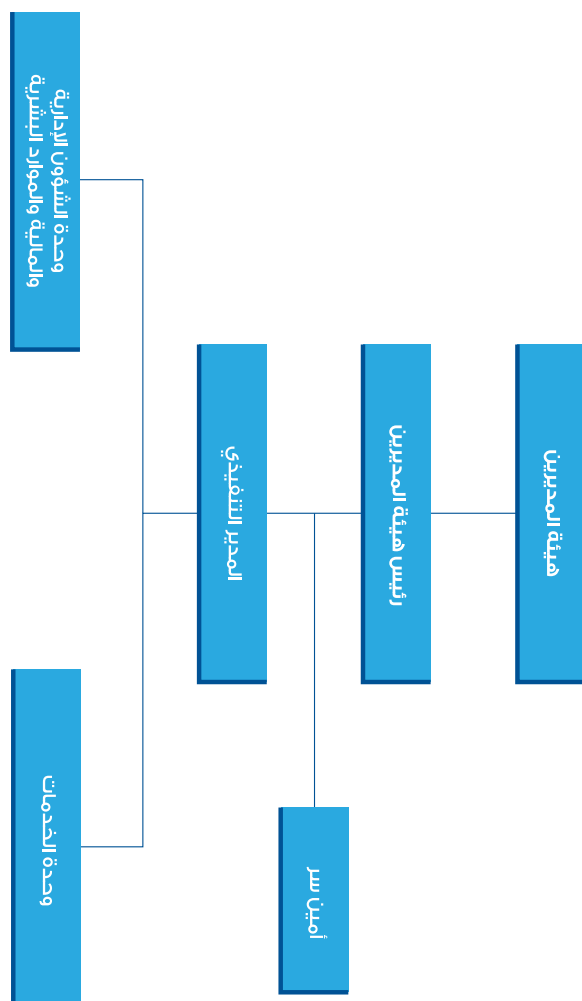 هيئة المديرين
رئيس هيئة المديرين
أمين سر
المدير التنفيذي
وحدة الشؤون الإدارية
والمالية والموارد البشرية
وحدة الخدمات